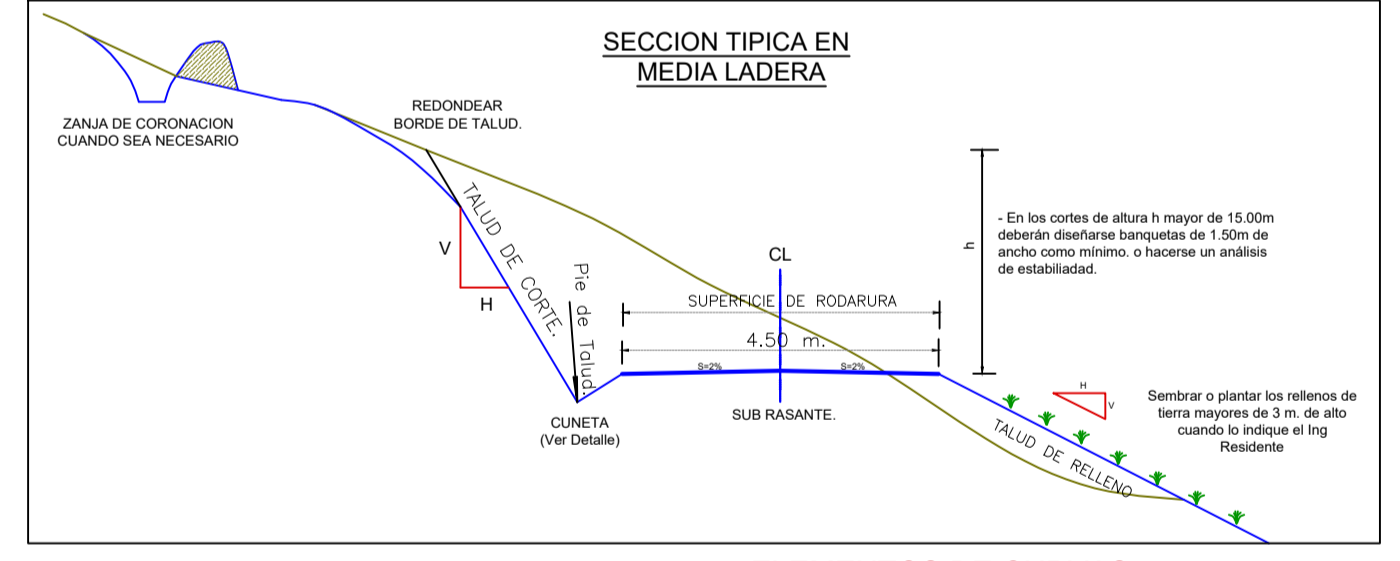 SECCION TIPICA EN
MEDIA LADERA
ZANJA DE CORONACION
CUANDO SEA NECESARIO
REDONDEAR
BORDE DE TALUD.
TALUD DE CORTE.
V
H
Pie de Talud.
CUNETA
(Ver Detalle)
CL
SUPERFICIE DE RODARURA
4.50 m.
S=2%
S=2%
SUB RASANTE.
h
- En los cortes de altura h mayor de 15.00m
deberán diseñarse banquetas de 1.50m de
ancho como mínimo. o hacerse un análisis
de estabiliadad.
H
V
TALUD DE RELLENO
Sembrar o plantar los rellenos de
tierra mayores de 3 m. de alto
cuando lo indique el Ing
Residente